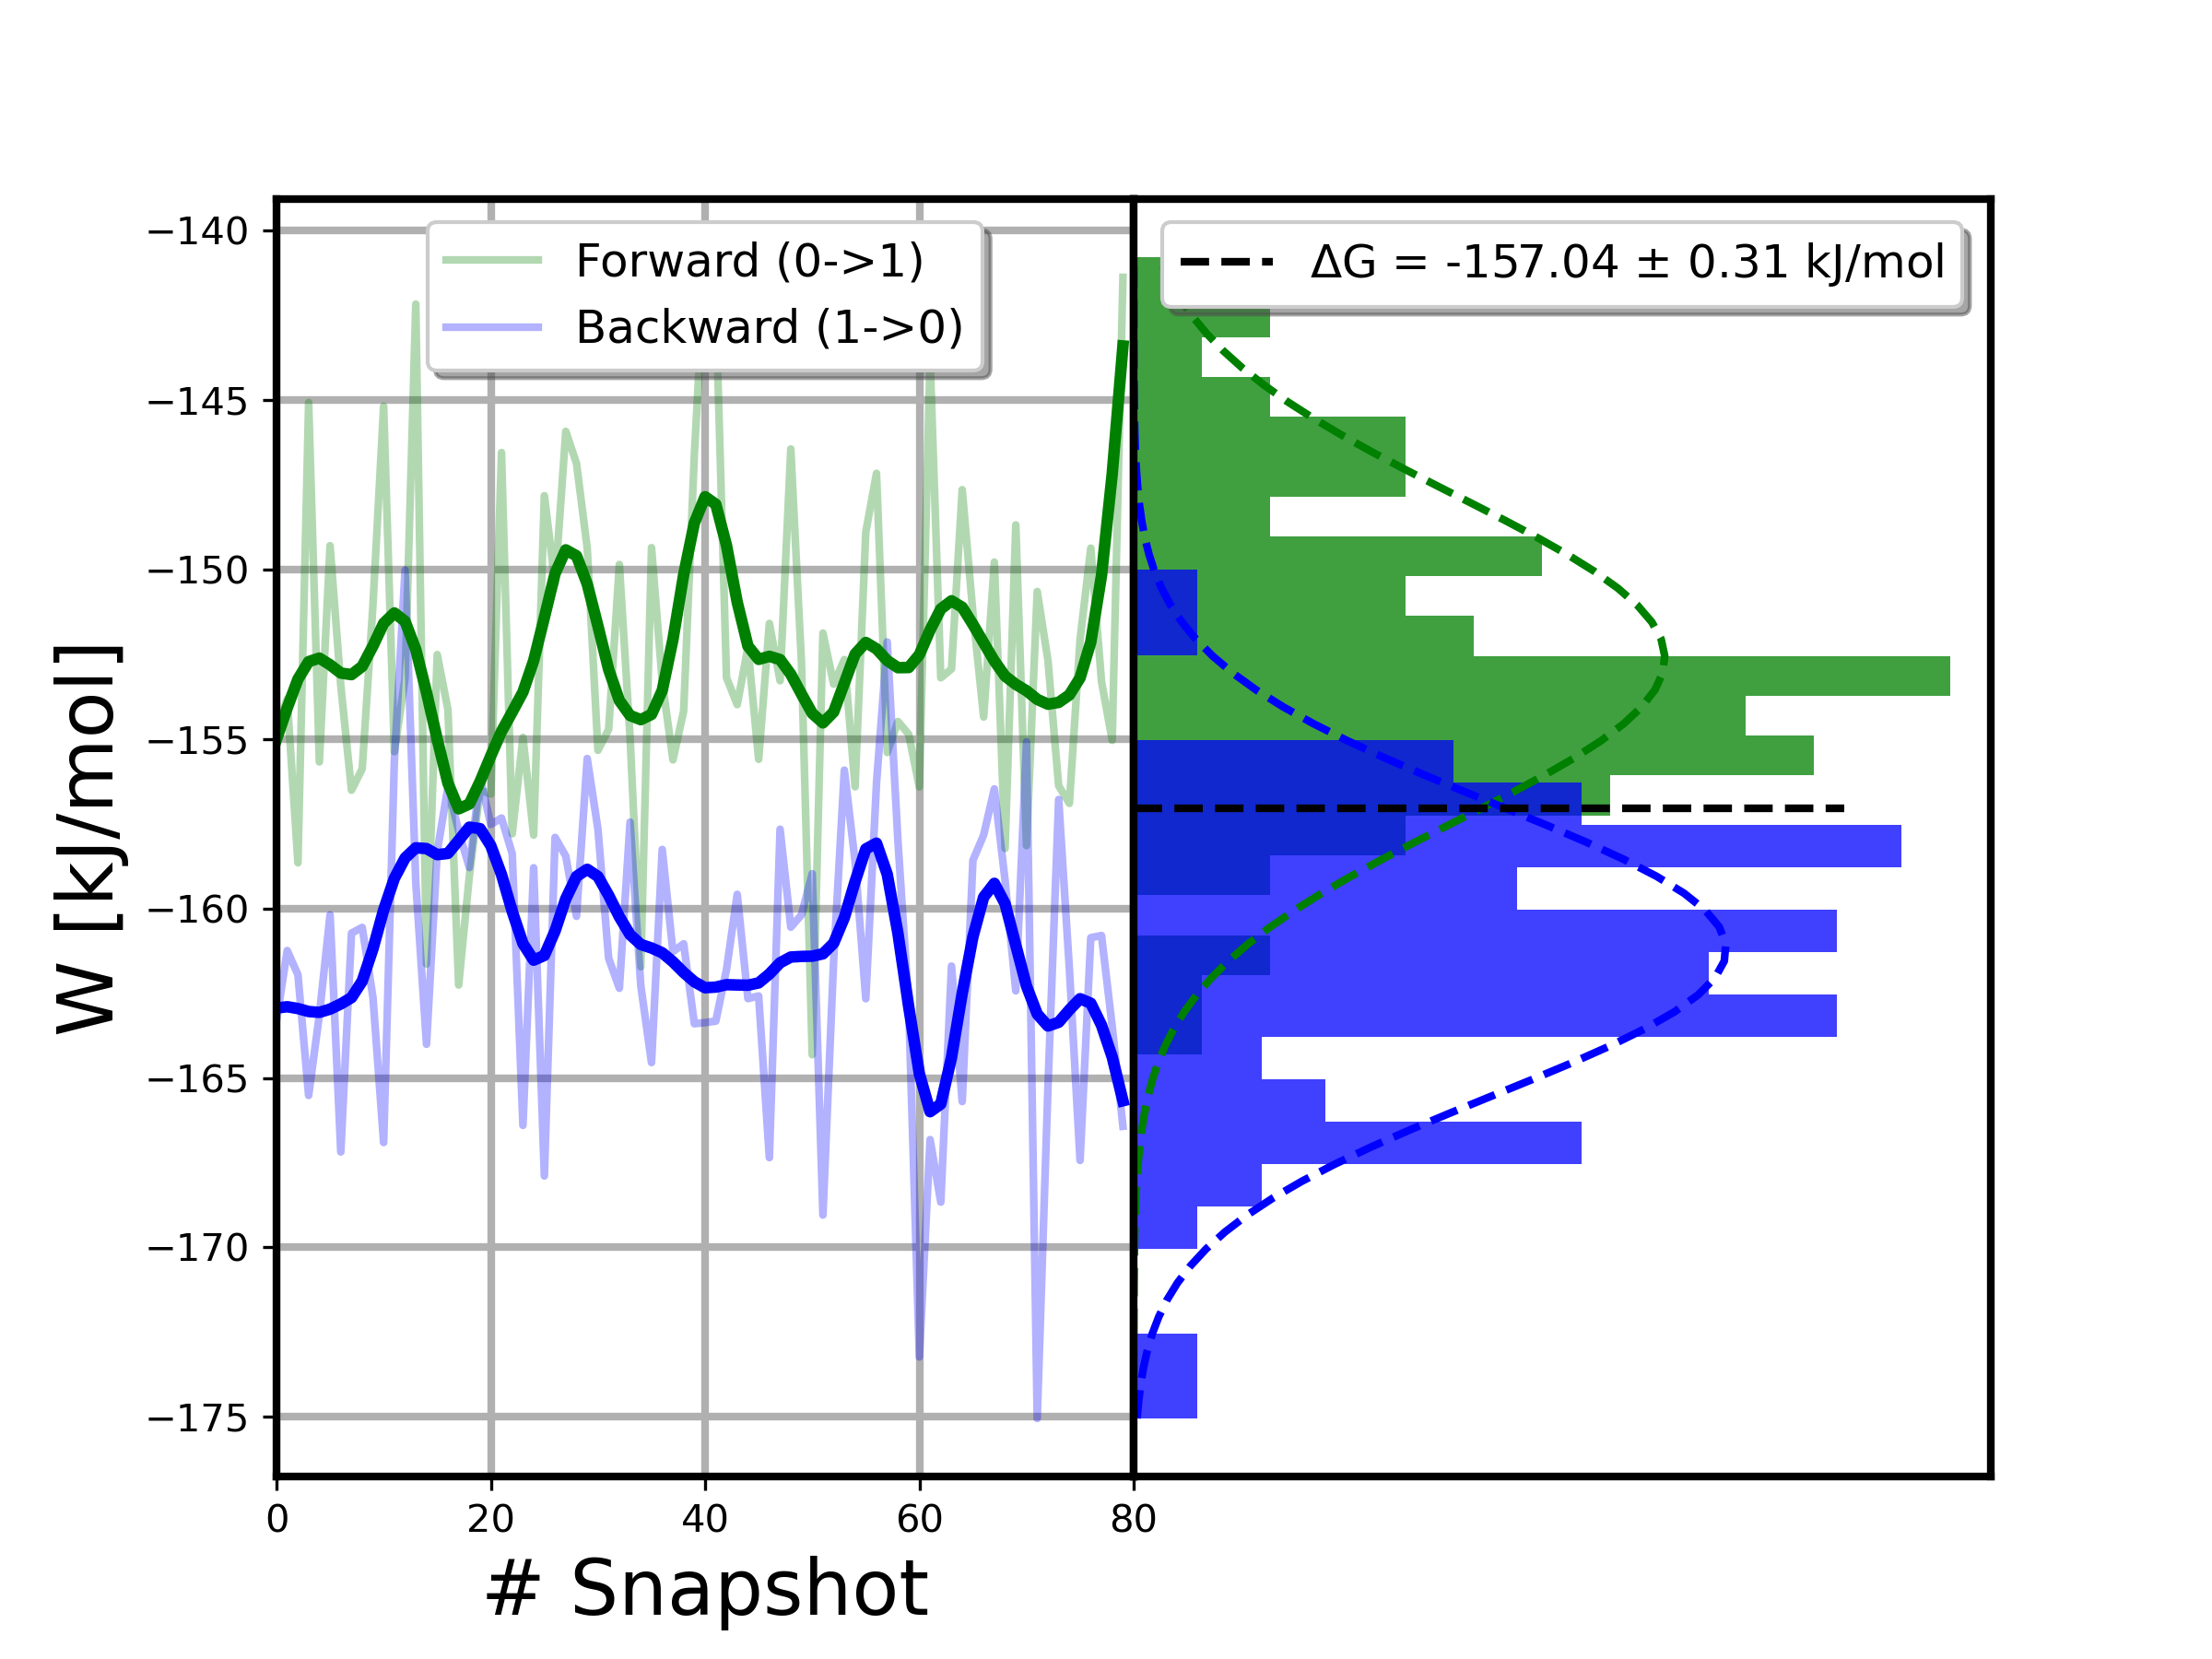 Forward (0->1)
Backward (1->0)
ΔG = -157.04 ± 0.31 kJ/mol
W [kJ/mol]
−140
−145
−150
−155
−160
−165
−170
−175
0 20 40 60 80
# Snapshot